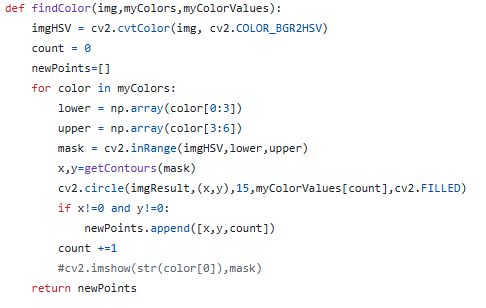 def findColor(img,myColors,myColorValues):
    imgHSV = cv2.cvtColor(img, cv2.COLOR_BGR2HSV)
    count = 0
    newPoints=[]
    for color in myColors:
        lower = np.array(color[0:3])
        upper = np.array(color[3:6])
        mask = cv2.inRange(imgHSV,lower,upper)
        x,y=getContours(mask)
        cv2.circle(imgResult,(x,y),15,myColorValues[count],cv2.FILLED)
        if x!=0 and y!=0:
            newPoints.append([x,y,count])
        count +=1
        #cv2.imshow(str(color[0]),mask)
    return newPoints